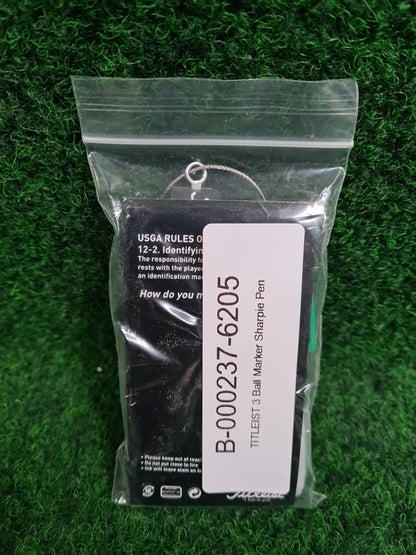 USGA RULES O
12-2. Identifying
The responsibility fo
rests with the playe
an identification ma
How do you m
B-000237-6205
TITLEIST 3 Ball Marker Sharpie Pen
• Please keep out of reac
• Do not put close to fire
• Ink will leave stain on
Titleist